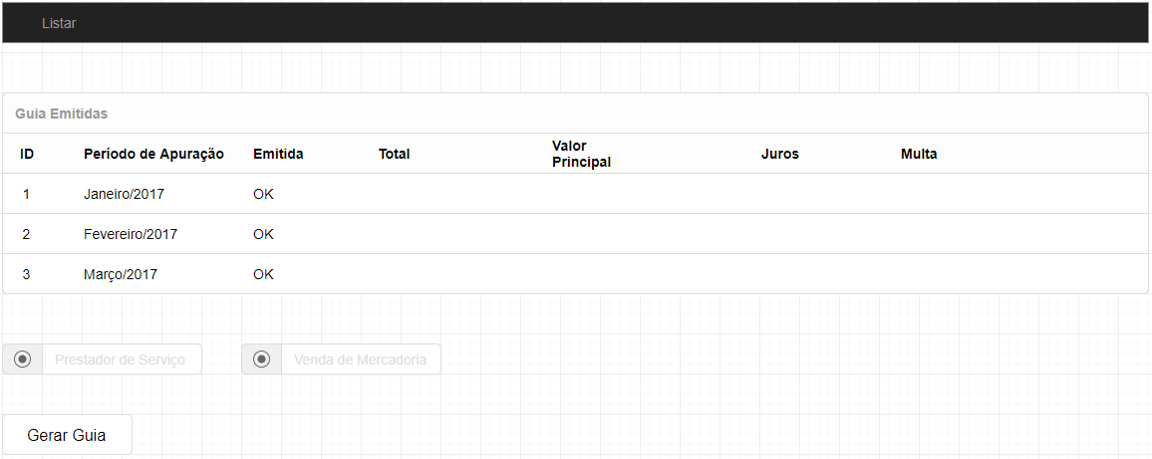 Listar
Guia Emitidas
ID Período de Apuração Emitida Total Valor Principal Juros Multa
1 Janeiro/2017 OK
2 Fevereiro/2017 OK
3 Março/2017 OK
Prestador de Serviço Venda de Mercadoria
Gerar Guia